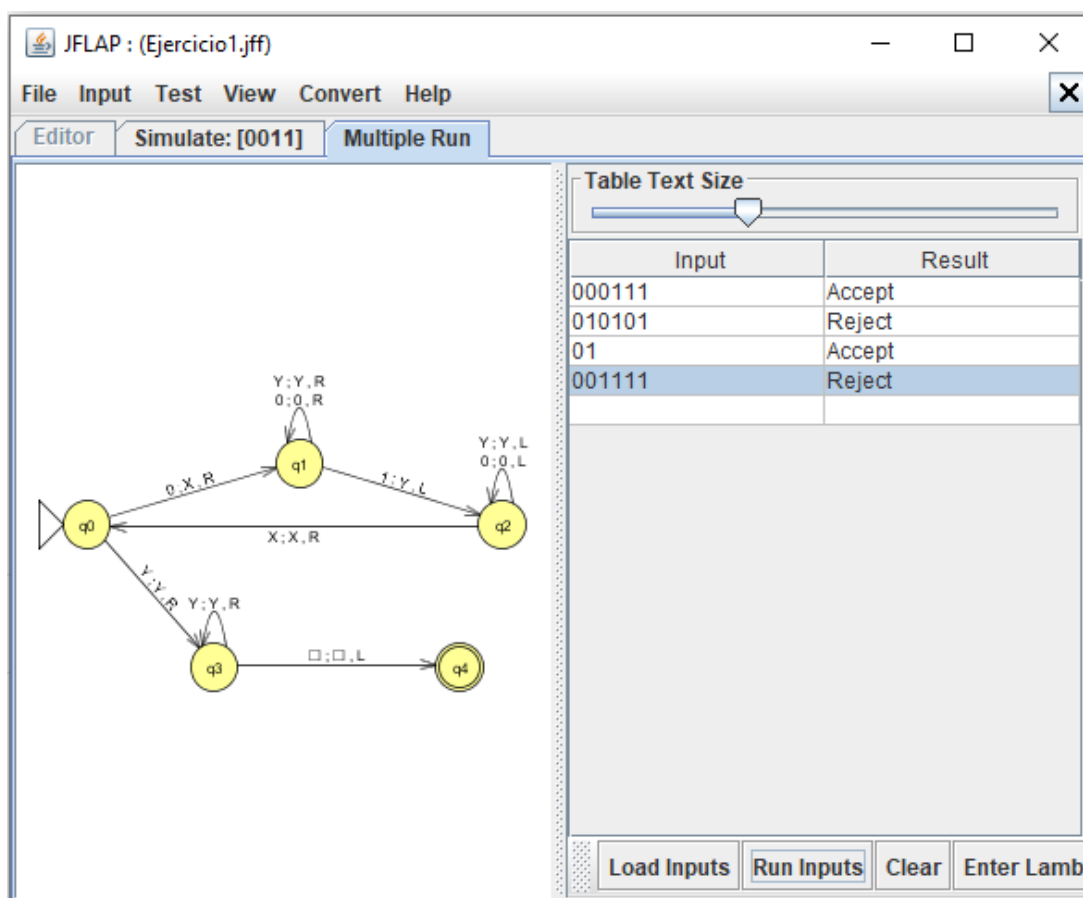 JFLAP : (Ejercicio1.jff)
File Input Test View Convert Help
Editor Simulate: [0011] Multiple Run
Table Text Size
Input Result
000111 Accept
010101 Reject
01 Accept
001111 Reject
Y;Y,R
0;0,R
q1
Y;Y,L
0;0,L
0;X,R
1;Y,L
q0
q2
X;X,R
Y;Y,R
Y;Y,R
q3
□;□,L
q4
Load Inputs Run Inputs Clear Enter Lamb